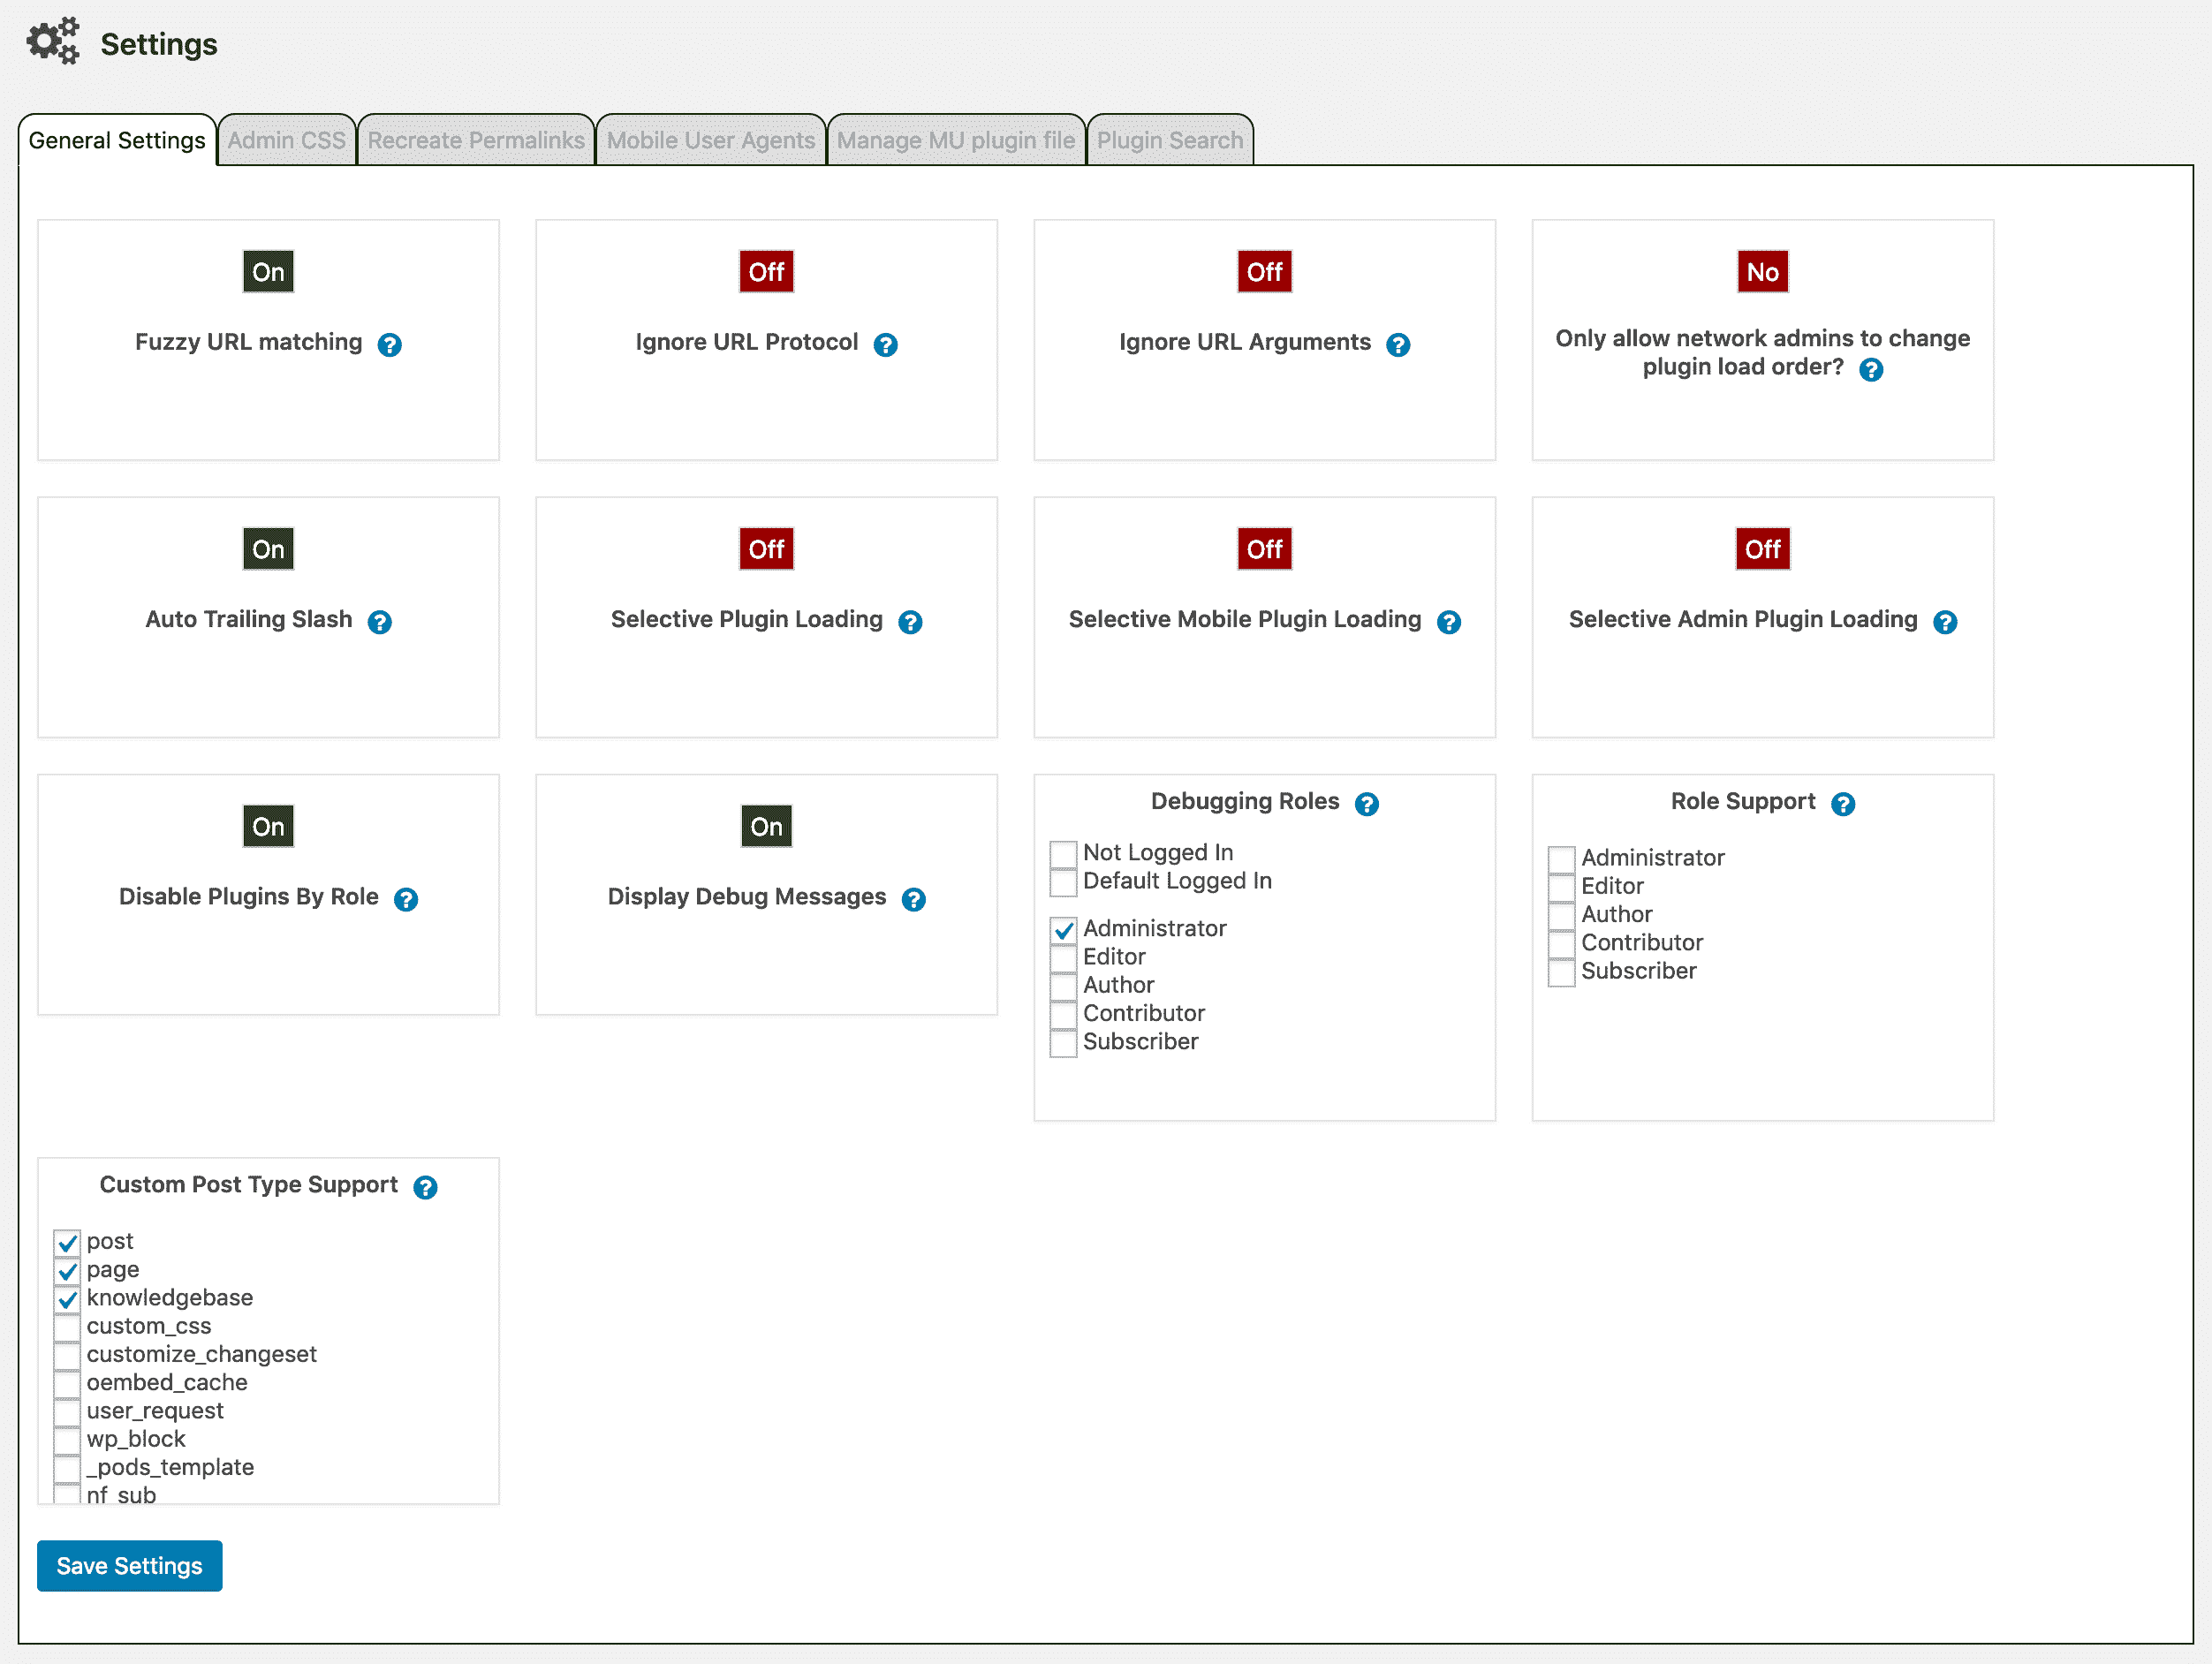 Settings
General Settings
Admin CSS
Recreate Permalinks
Mobile User Agents
Manage MU plugin file
Plugin Search
On
Fuzzy URL matching
Off
Ignore URL Protocol
Off
Ignore URL Arguments
No
Only allow network admins to change
plugin load order?
On
Auto Trailing Slash
Off
Selective Plugin Loading
Off
Selective Mobile Plugin Loading
Off
Selective Admin Plugin Loading
On
Disable Plugins By Role
On
Display Debug Messages
Debugging Roles
Not Logged In
Default Logged In
Administrator
Editor
Author
Contributor
Subscriber
Role Support
Administrator
Editor
Author
Contributor
Subscriber
Custom Post Type Support
post
page
knowledgebase
custom_css
customize_changeset
oembed_cache
user_request
wp_block
_pods_template
nf_sub
Save Settings